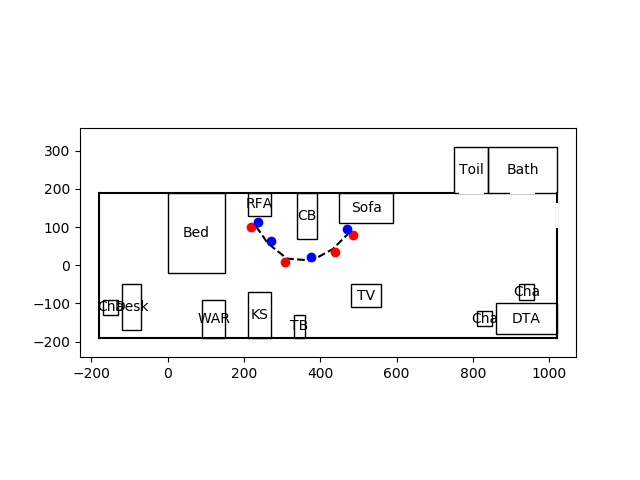 300
200
100
0
−100
−200
−200
0
200
400
600
800
1000
Toil
Bath
RFA
CB
Sofa
Bed
TV
Cha
Desk
WAR
KS
TB
Cha
Cha
DTA